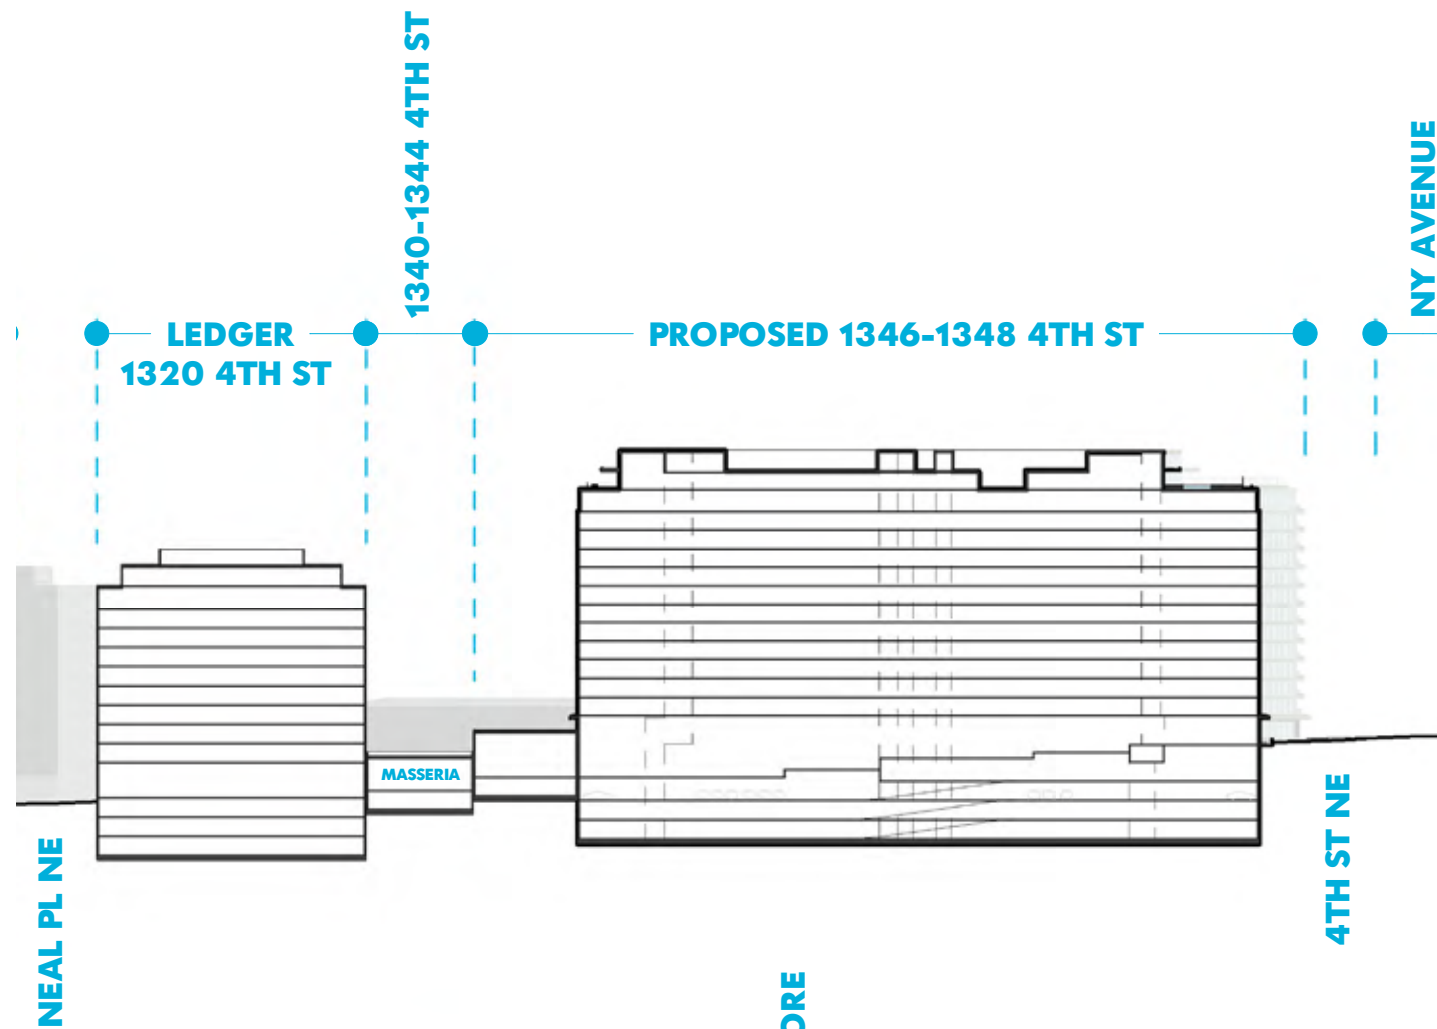 1340-1344 4TH ST
NY AVENUE
LEDGER
1320 4TH ST
PROPOSED 1346-1348 4TH ST
MASSERIA
NEAL PL NE
4TH ST NE